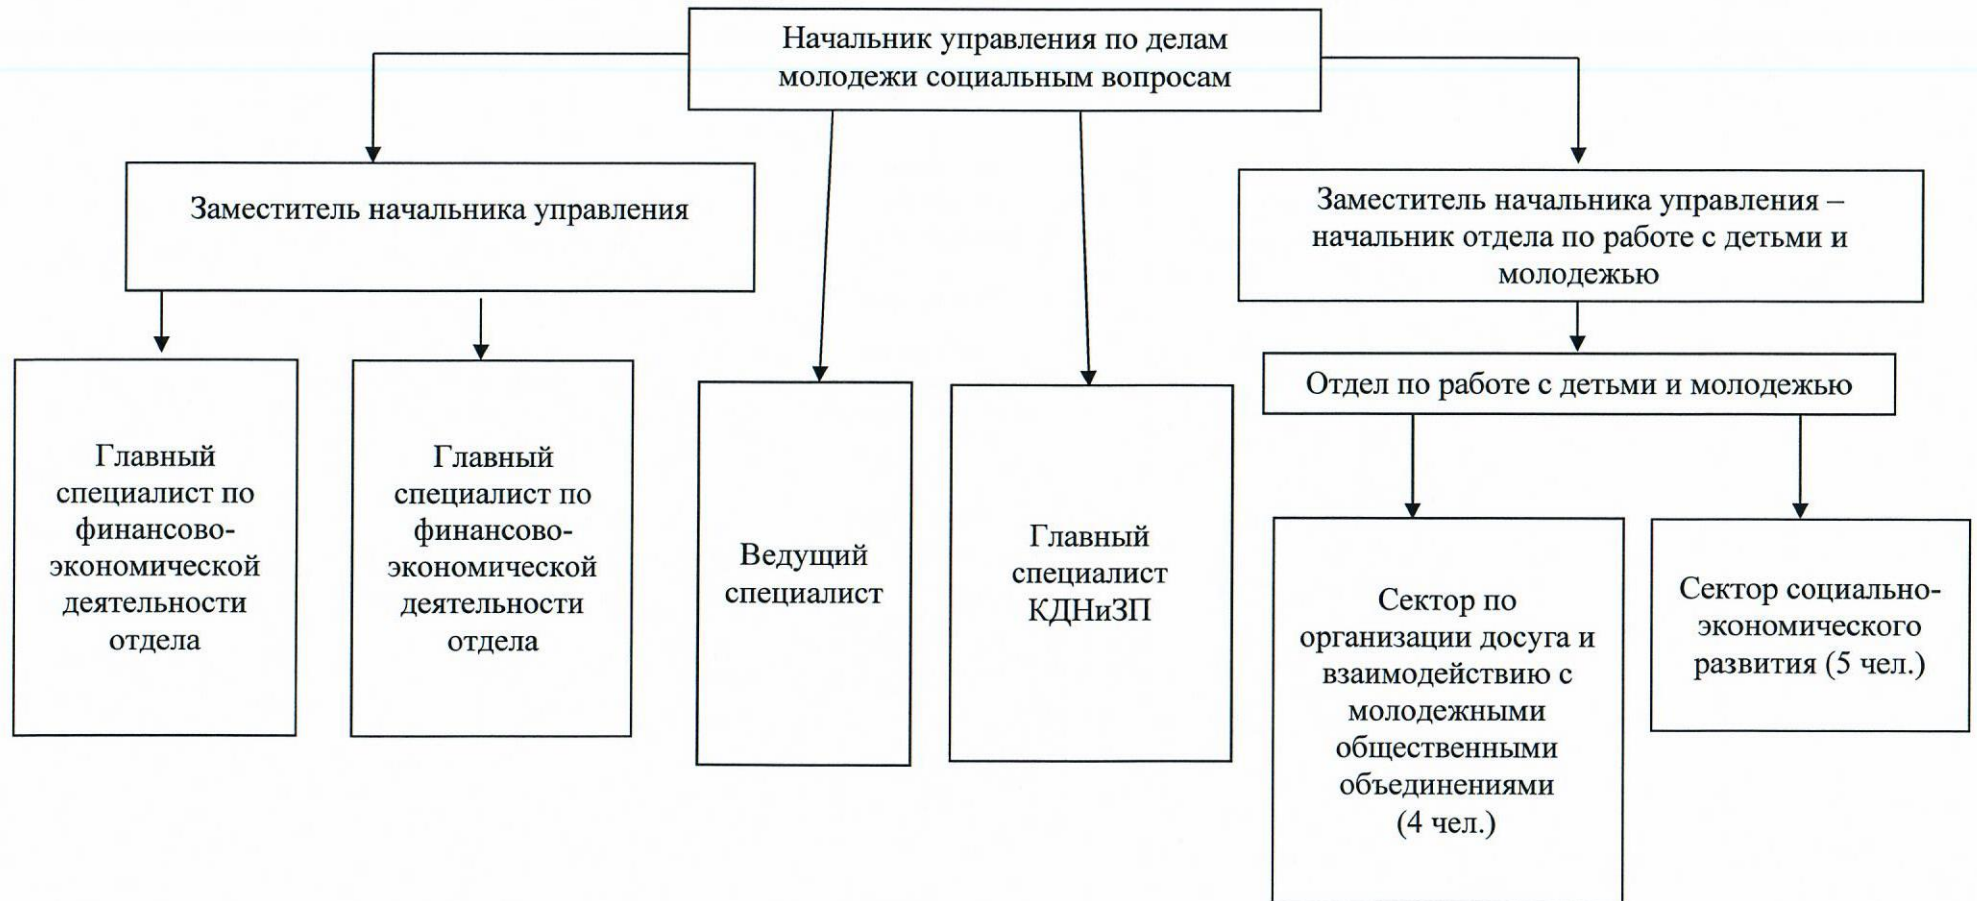 Начальник управления по делам
молодежи социальным вопросам
Заместитель начальника управления
Заместитель начальника управления –
начальник отдела по работе с детьми и
молодежью
Отдел по работе с детьми и молодежью
Главный
специалист по
финансово-
экономической
деятельности
отдела
Главный
специалист по
финансово-
экономической
деятельности
отдела
Ведущий
специалист
Главный
специалист
КДНиЗП
Сектор по
организации досуга и
взаимодействию с
молодежными
общественными
объединениями
(4 чел.)
Сектор социально-
экономического
развития (5 чел.)